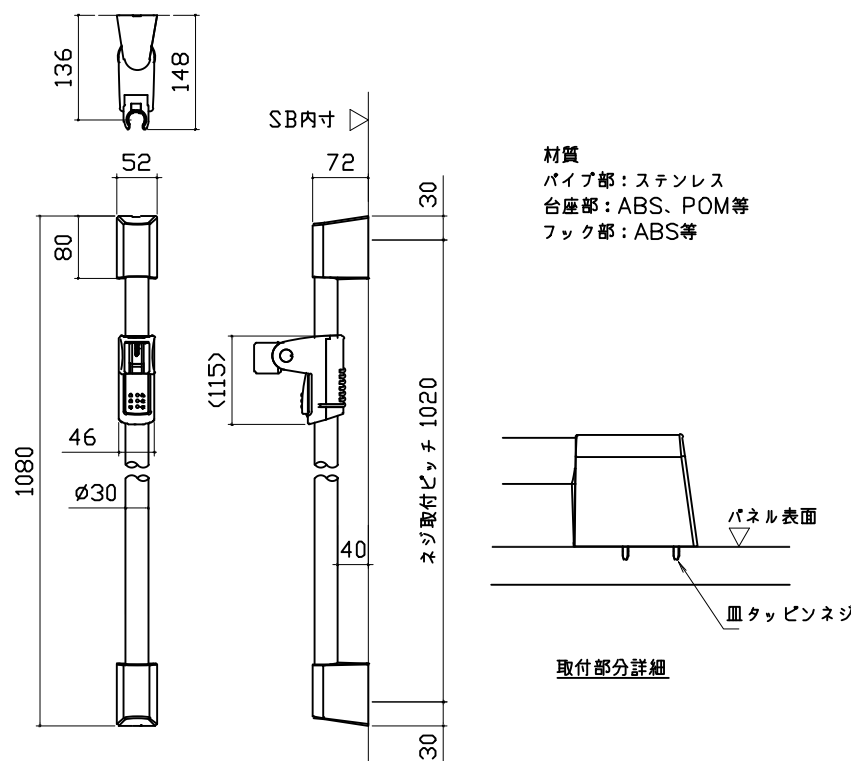 136
148
SB内寸
52
72
30
80
材質
パイプ部：ステンレス
台座部：ABS、POM等
フック部：ABS等
(115)
1080
46
ø30
40
ネジ取付ピッチ 1020
30
パネル表面
皿タッピンネジ
取付部分詳細